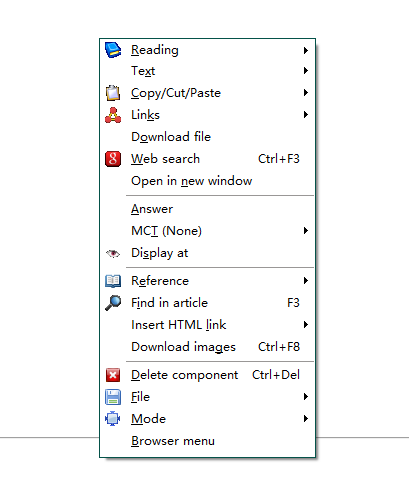 Reading
Text
Copy/Cut/Paste
Links
Download file
Web search Ctrl+F3
Open in new window
Answer
MCT (None)
Display at
Reference
Find in article F3
Insert HTML link
Download images Ctrl+F8
Delete component Ctrl+Del
File
Mode
Browser menu